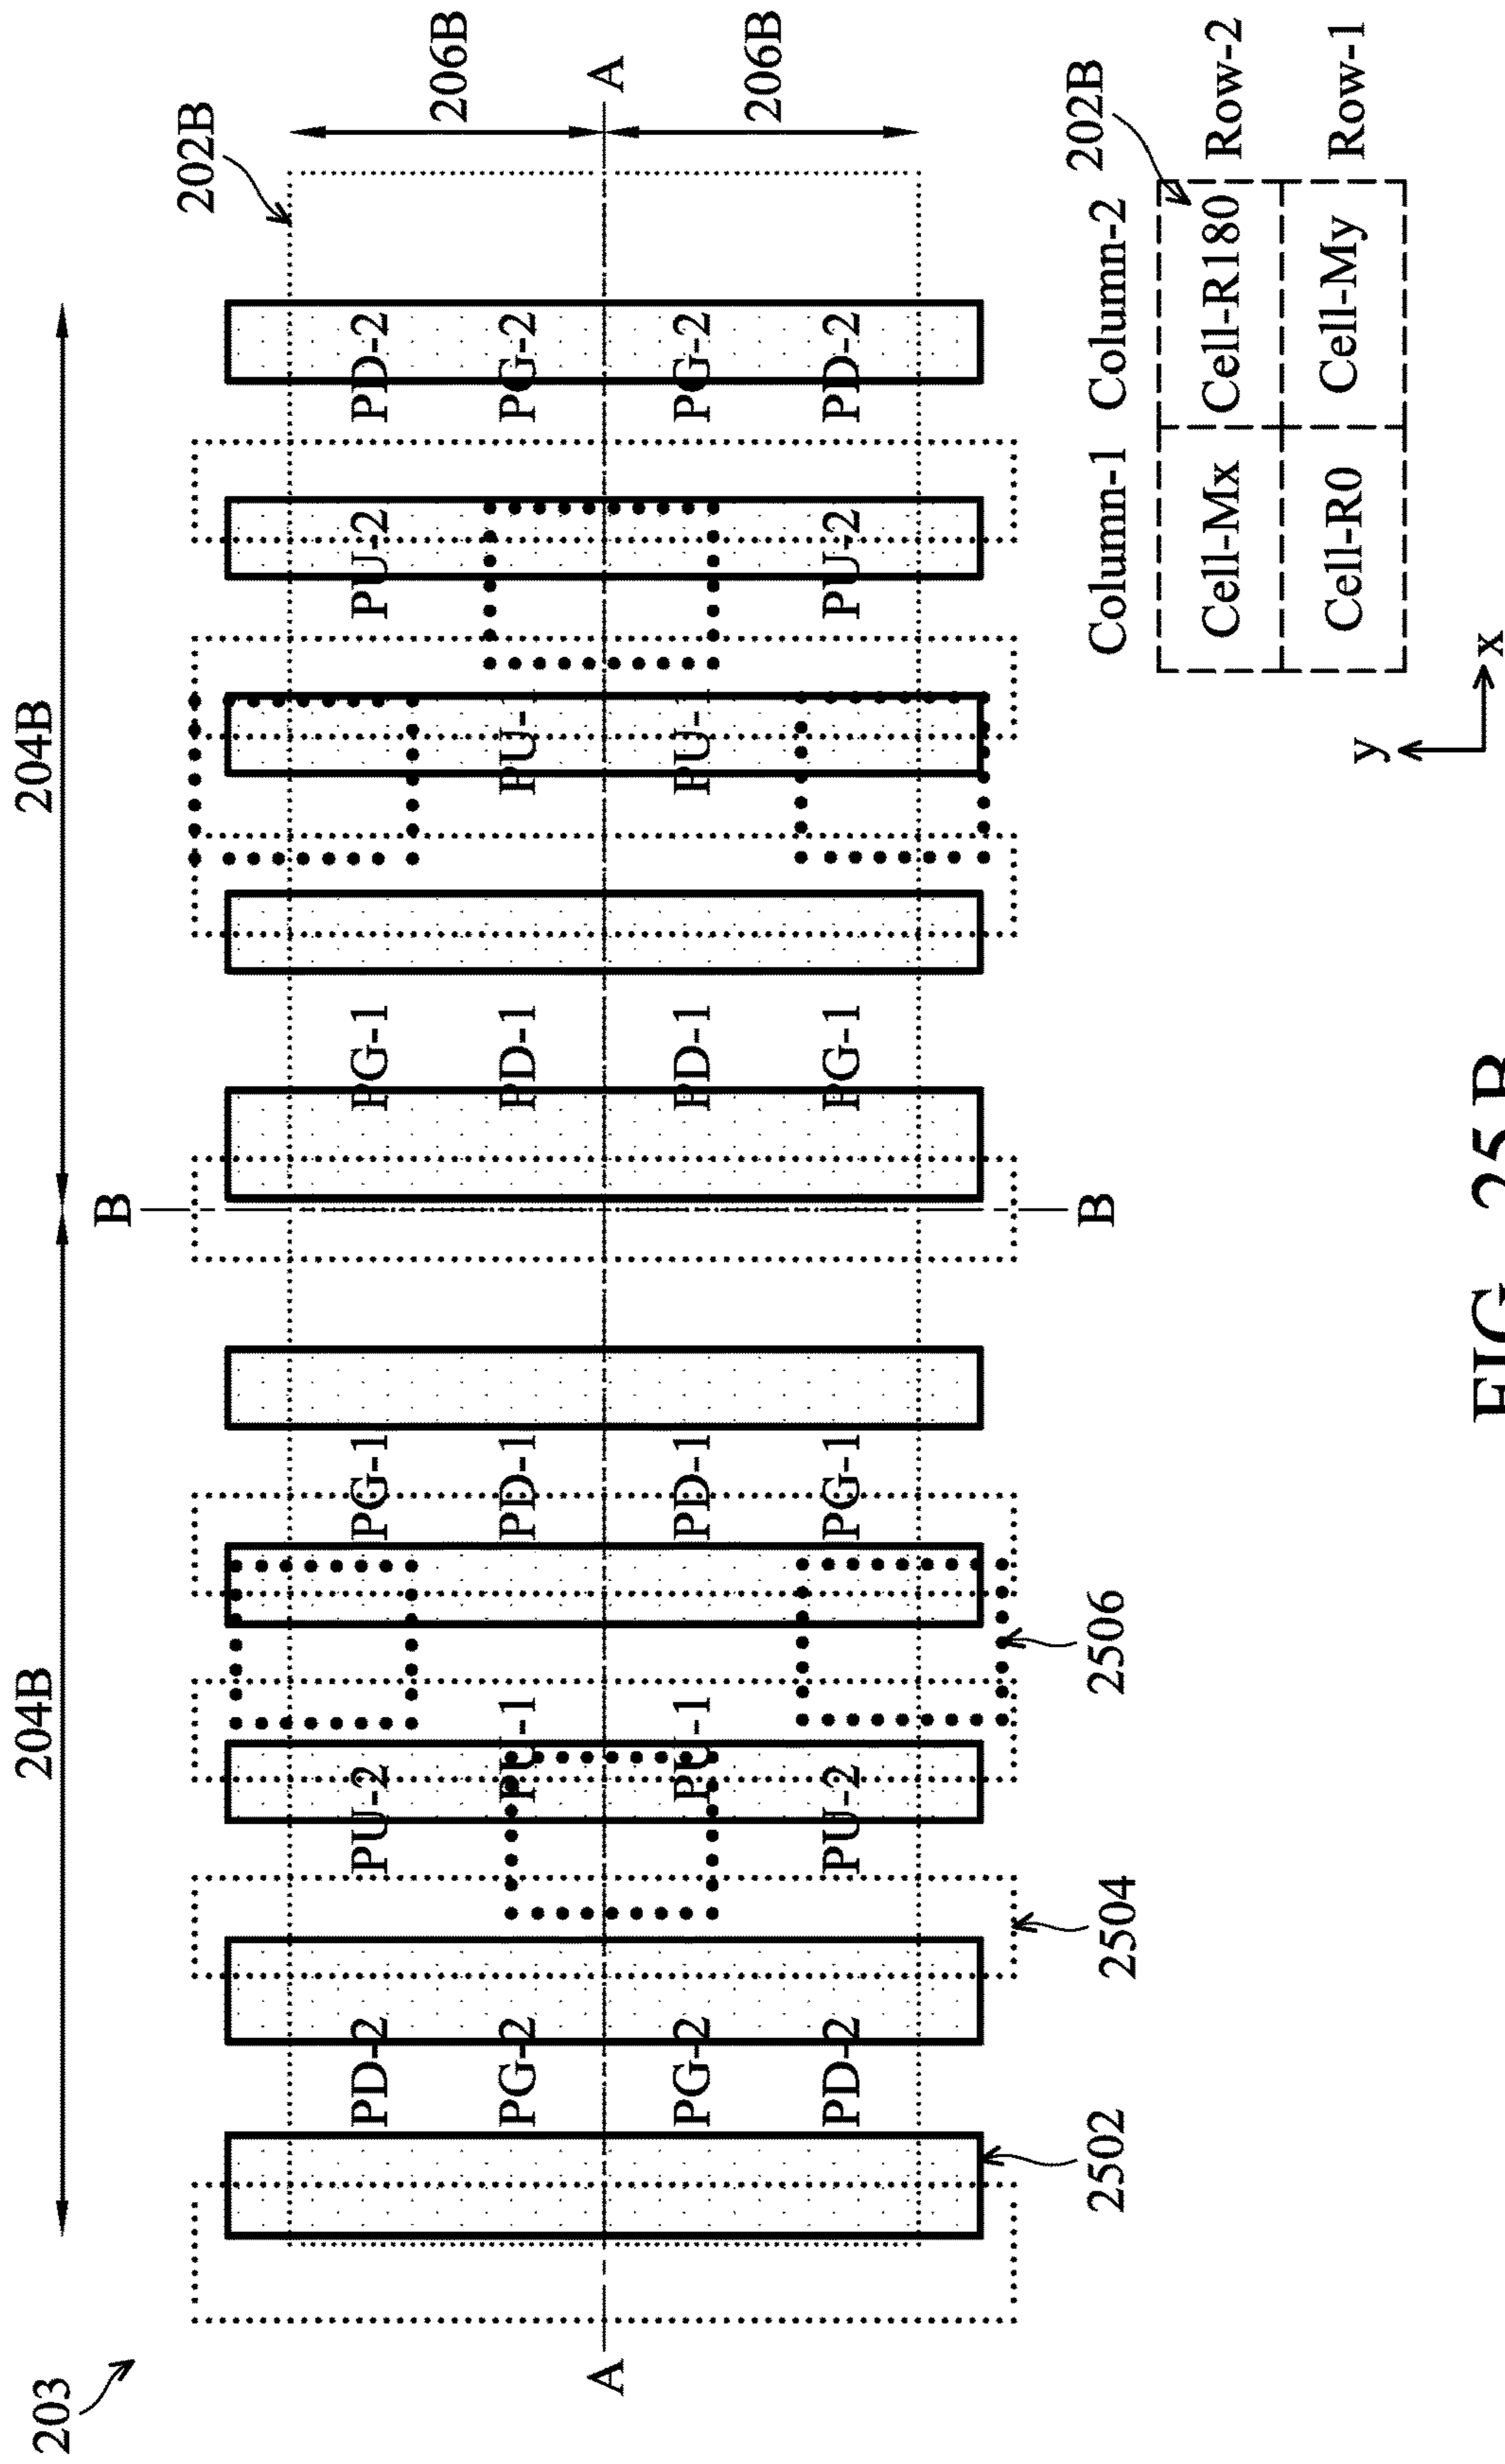 203
204B 204B
B
202B
PD-2 PU-2 PG-1 PG-1 PU-2 PD-2
206B
PG-2 PU-1 PD-1 PD-1 PU- PG-2
A A
PG-2 PU-1 PD-1 PD-1 PU- PG-2
206B
PD-2 PU-2 PG-1 PG-1 PU-2 PD-2
2502 2504 2506 B
202B
Column-1 Column-2
Cell-Mx Cell-R180 Row-2
Cell-R0 Cell-My Row-1
y
x
FIG 25B